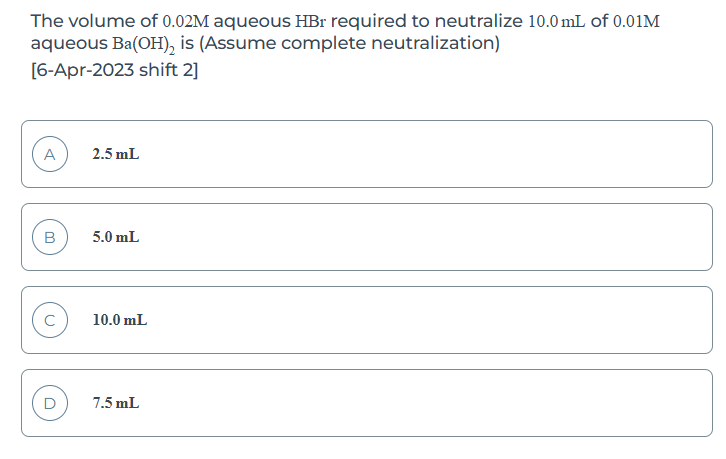 The volume of 0.02M aqueous HBr required to neutralize 10.0 mL of 0.01M
aqueous Ba(OH)₂ is (Assume complete neutralization)
[6-Apr-2023 shift 2]
A 2.5 mL
B 5.0 mL
C 10.0 mL
D 7.5 mL